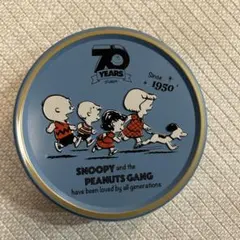 70
YEARS
Since
1950
SNOOPY and the
PEANUTS GANG
have been loved by all generations.